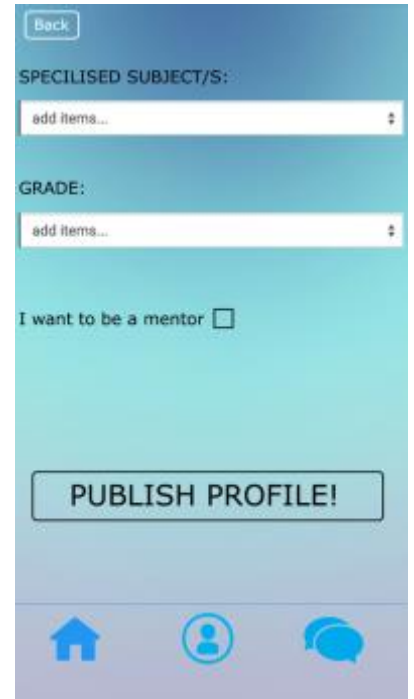 Back
SPECILISED SUBJECT/S:
add items...
GRADE:
add items...
I want to be a mentor
PUBLISH PROFILE!